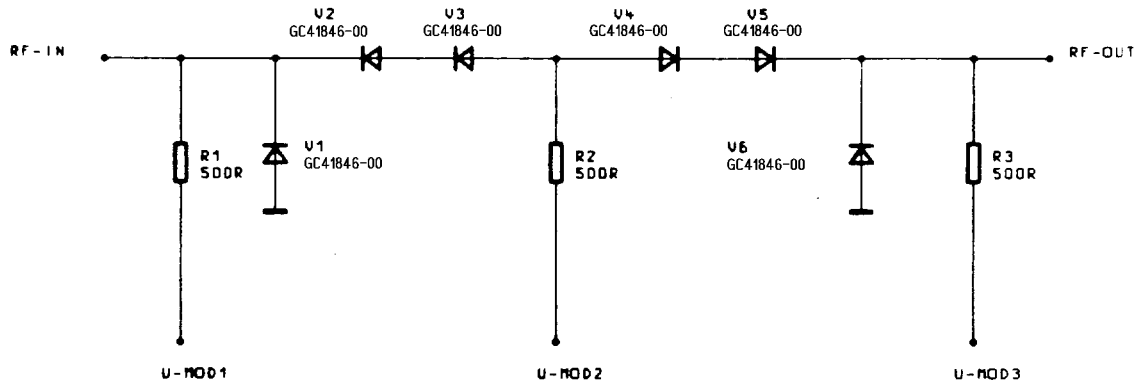 V2
GC41846-00
V3
GC41846-00
V4
GC41846-00
V5
GC41846-00
RF-IN
RF-OUT
R1
500R
V1
GC41846-00
R2
500R
V6
GC41846-00
R3
500R
U-MOD1
U-MOD2
U-MOD3